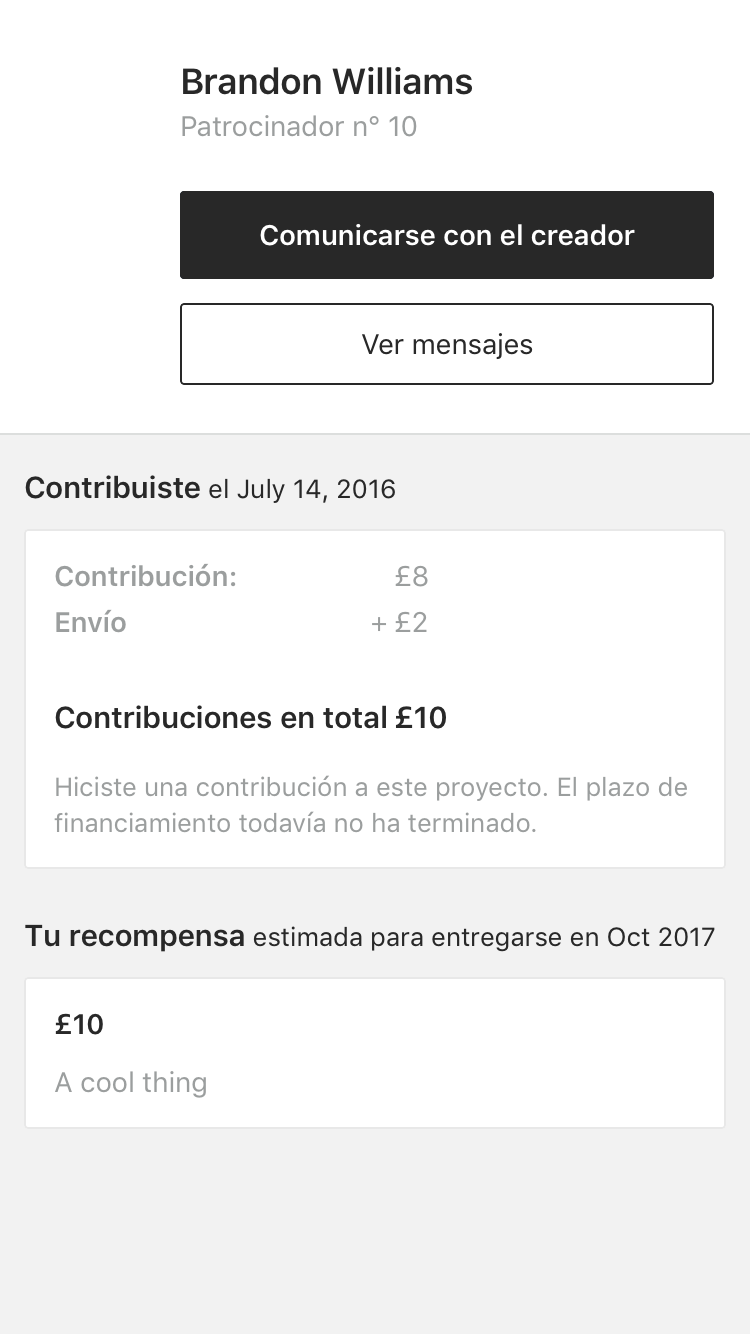 Brandon Williams
Patrocinador n° 10
Comunicarse con el creador
Ver mensajes
Contribuiste el July 14, 2016
Contribución: £8
Envío + £2
Contribuciones en total £10
Hiciste una contribución a este proyecto. El plazo de
financiamiento todavía no ha terminado.
Tu recompensa estimada para entregarse en Oct 2017
£10
A cool thing